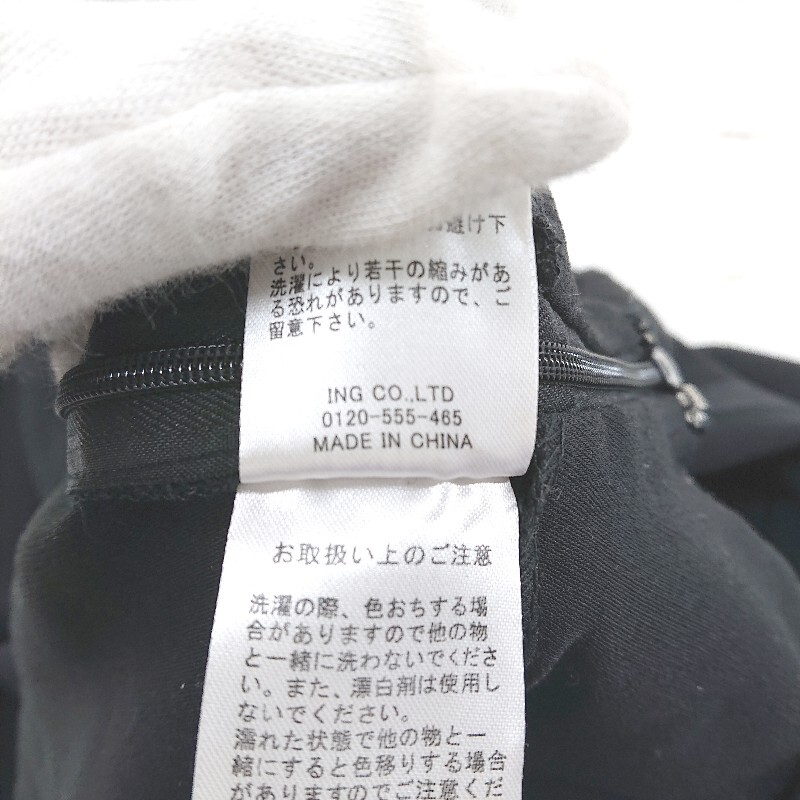 避け下
さい。
洗濯により若干の縮みがあ
る恐れがありますので、ご
留意下さい。
ING CO.,LTD
0120-555-465
MADE IN CHINA
お取扱い上のご注意
洗濯の際、色おちする場
合がありますので他の物
と一緒に洗わないでくださ
い。また、漂白剤は使用し
ないでください。
濡れた状態で他の物と一
緒にすると色移りする場合
がありますのでご注意くだ